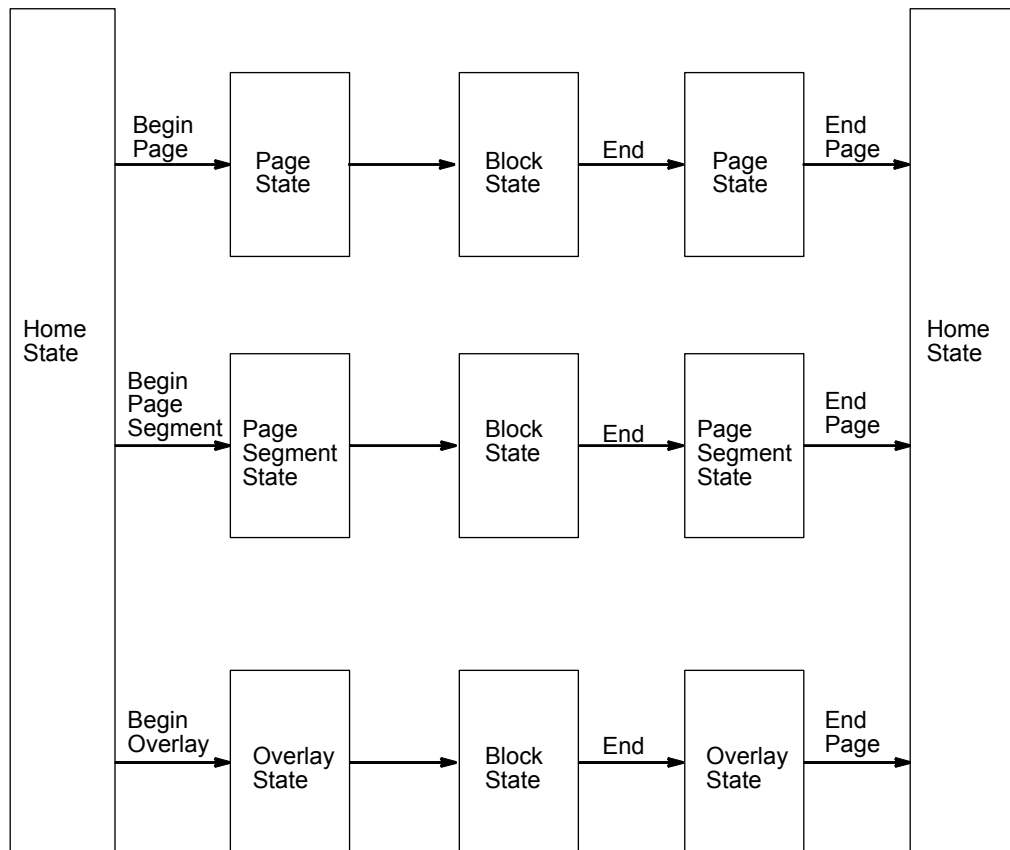 Begin
Page
Page
State
Block
State
End
Page
State
End
Page
Home
State
Home
State
Begin
Page
Segment
Page
Segment
State
Block
State
End
Page
Segment
State
End
Page
Begin
Overlay
Overlay
State
Block
State
End
Overlay
State
End
Page